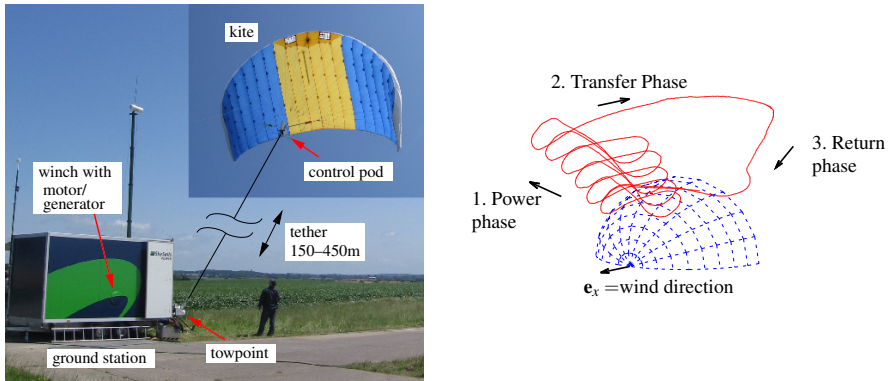 kite
control pod
winch with
motor/
generator
tether
150–450m
towpoint
ground station
2. Transfer Phase
3. Return
phase
1. Power
phase
e_x =wind direction